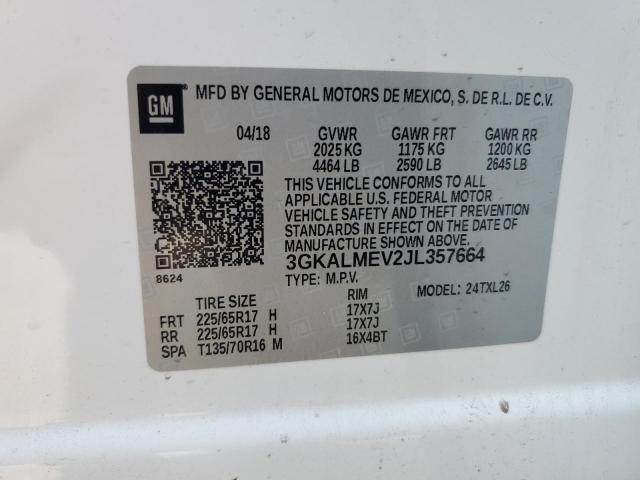 GM MFD BY GENERAL MOTORS DE MEXICO, S. DE R.L. DE C.V.
04/18 GVWR GAWR FRT GAWR RR
2025 KG 1175 KG 1200 KG
4464 LB 2590 LB 2645 LB
THIS VEHICLE CONFORMS TO ALL
APPLICABLE U.S. FEDERAL MOTOR
VEHICLE SAFETY AND THEFT PREVENTION
STANDARDS IN EFFECT ON THE DATE OF
MANUFACTURE SHOWN ABOVE.
3GKALMEV2JL357664
8624 TYPE: M.P.V. MODEL: 24TXL26
TIRE SIZE RIM
FRT 225/65R17 H 17X7J
RR 225/65R17 H 17X7J
SPA T135/70R16 M 16X4BT